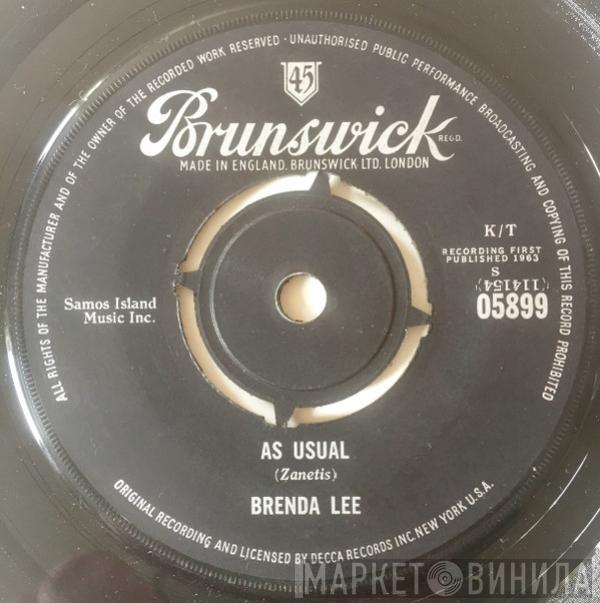 ALL RIGHTS OF THE MANUFACTURER AND OF THE OWNER OF THE RECORDED WORK RESERVED · UNAUTHORISED PUBLIC PERFORMANCE BROADCASTING AND COPYING OF THIS RECORD PROHIBITED
45
Brunswick
REGD.
MADE IN ENGLAND. BRUNSWICK LTD. LONDON
K/T
RECORDING FIRST
PUBLISHED 1963
S
(114154)
05899
Samos Island
Music Inc.
AS USUAL
(Zanetis)
BRENDA LEE
ORIGINAL RECORDING AND LICENSED BY DECCA RECORDS INC. NEW YORK U.S.A.
МАРКЕТ ВИНИЛА